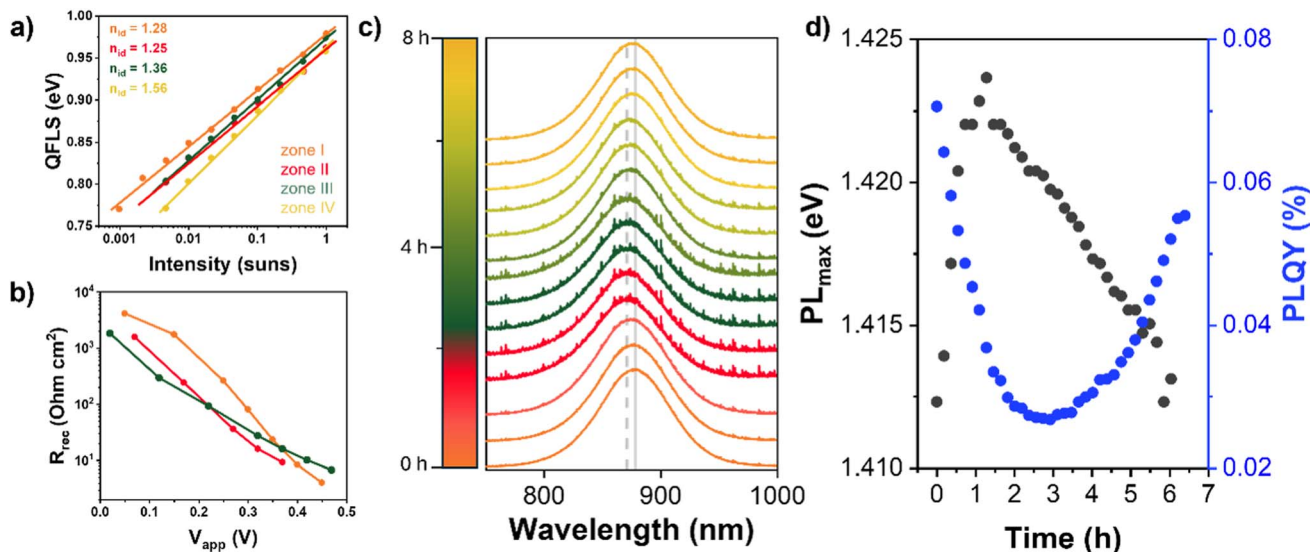 a)
n_id = 1.28
n_id = 1.25
n_id = 1.36
n_id = 1.56
1.00
0.95
0.90
0.85
0.80
0.75
QFLS (eV)
zone I
zone II
zone III
zone IV
0.001 0.01 0.1 1
Intensity (suns)
b)
10^4
10^3
10^2
10^1
R_rec (Ohm cm^2)
0.0 0.1 0.2 0.3 0.4 0.5
V_app (V)
c)
8 h
4 h
0 h
800 900 1000
Wavelength (nm)
d)
1.425
1.420
1.415
1.410
PL_max (eV)
0 1 2 3 4 5 6 7
Time (h)
0.08
0.06
0.04
0.02
PLQY (%)